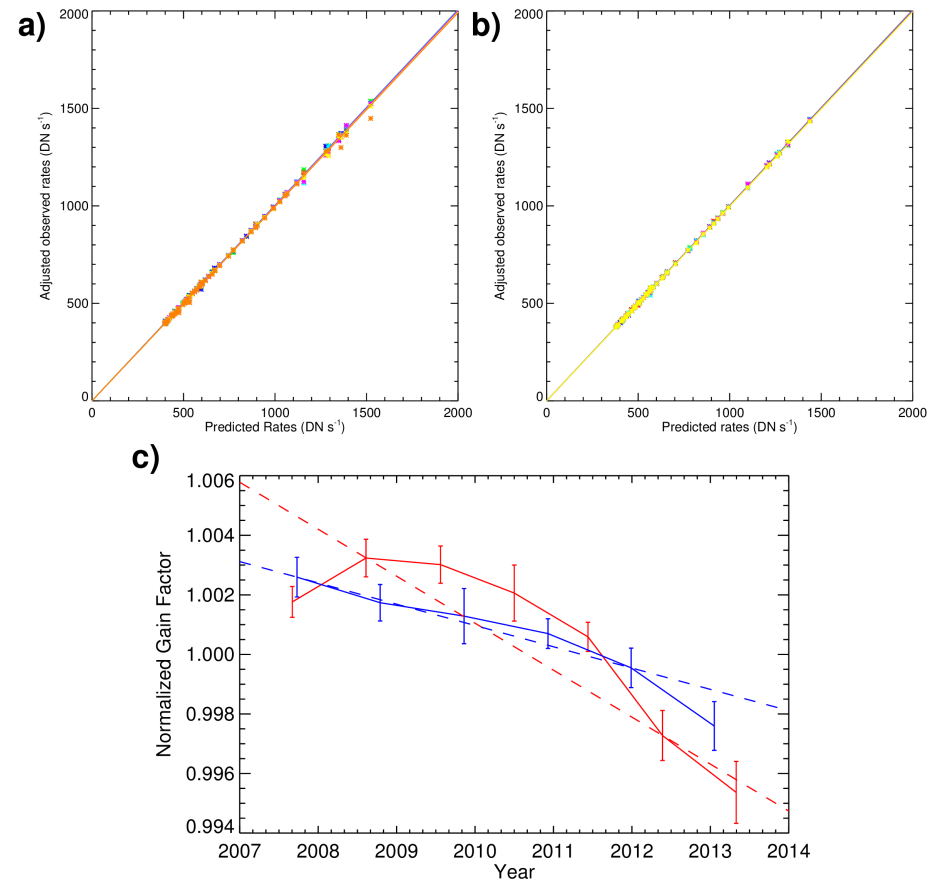 a)
2000
1500
1000
500
0
Adjusted observed rates (DN s⁻¹)
0 500 1000 1500 2000
Predicted Rates (DN s⁻¹)
b)
2000
1500
1000
500
0
Adjusted observed rates (DN s⁻¹)
0 500 1000 1500 2000
Predicted rates (DN s⁻¹)
c)
1.006
1.004
1.002
1.000
0.998
0.996
0.994
Normalized Gain Factor
2007 2008 2009 2010 2011 2012 2013 2014
Year